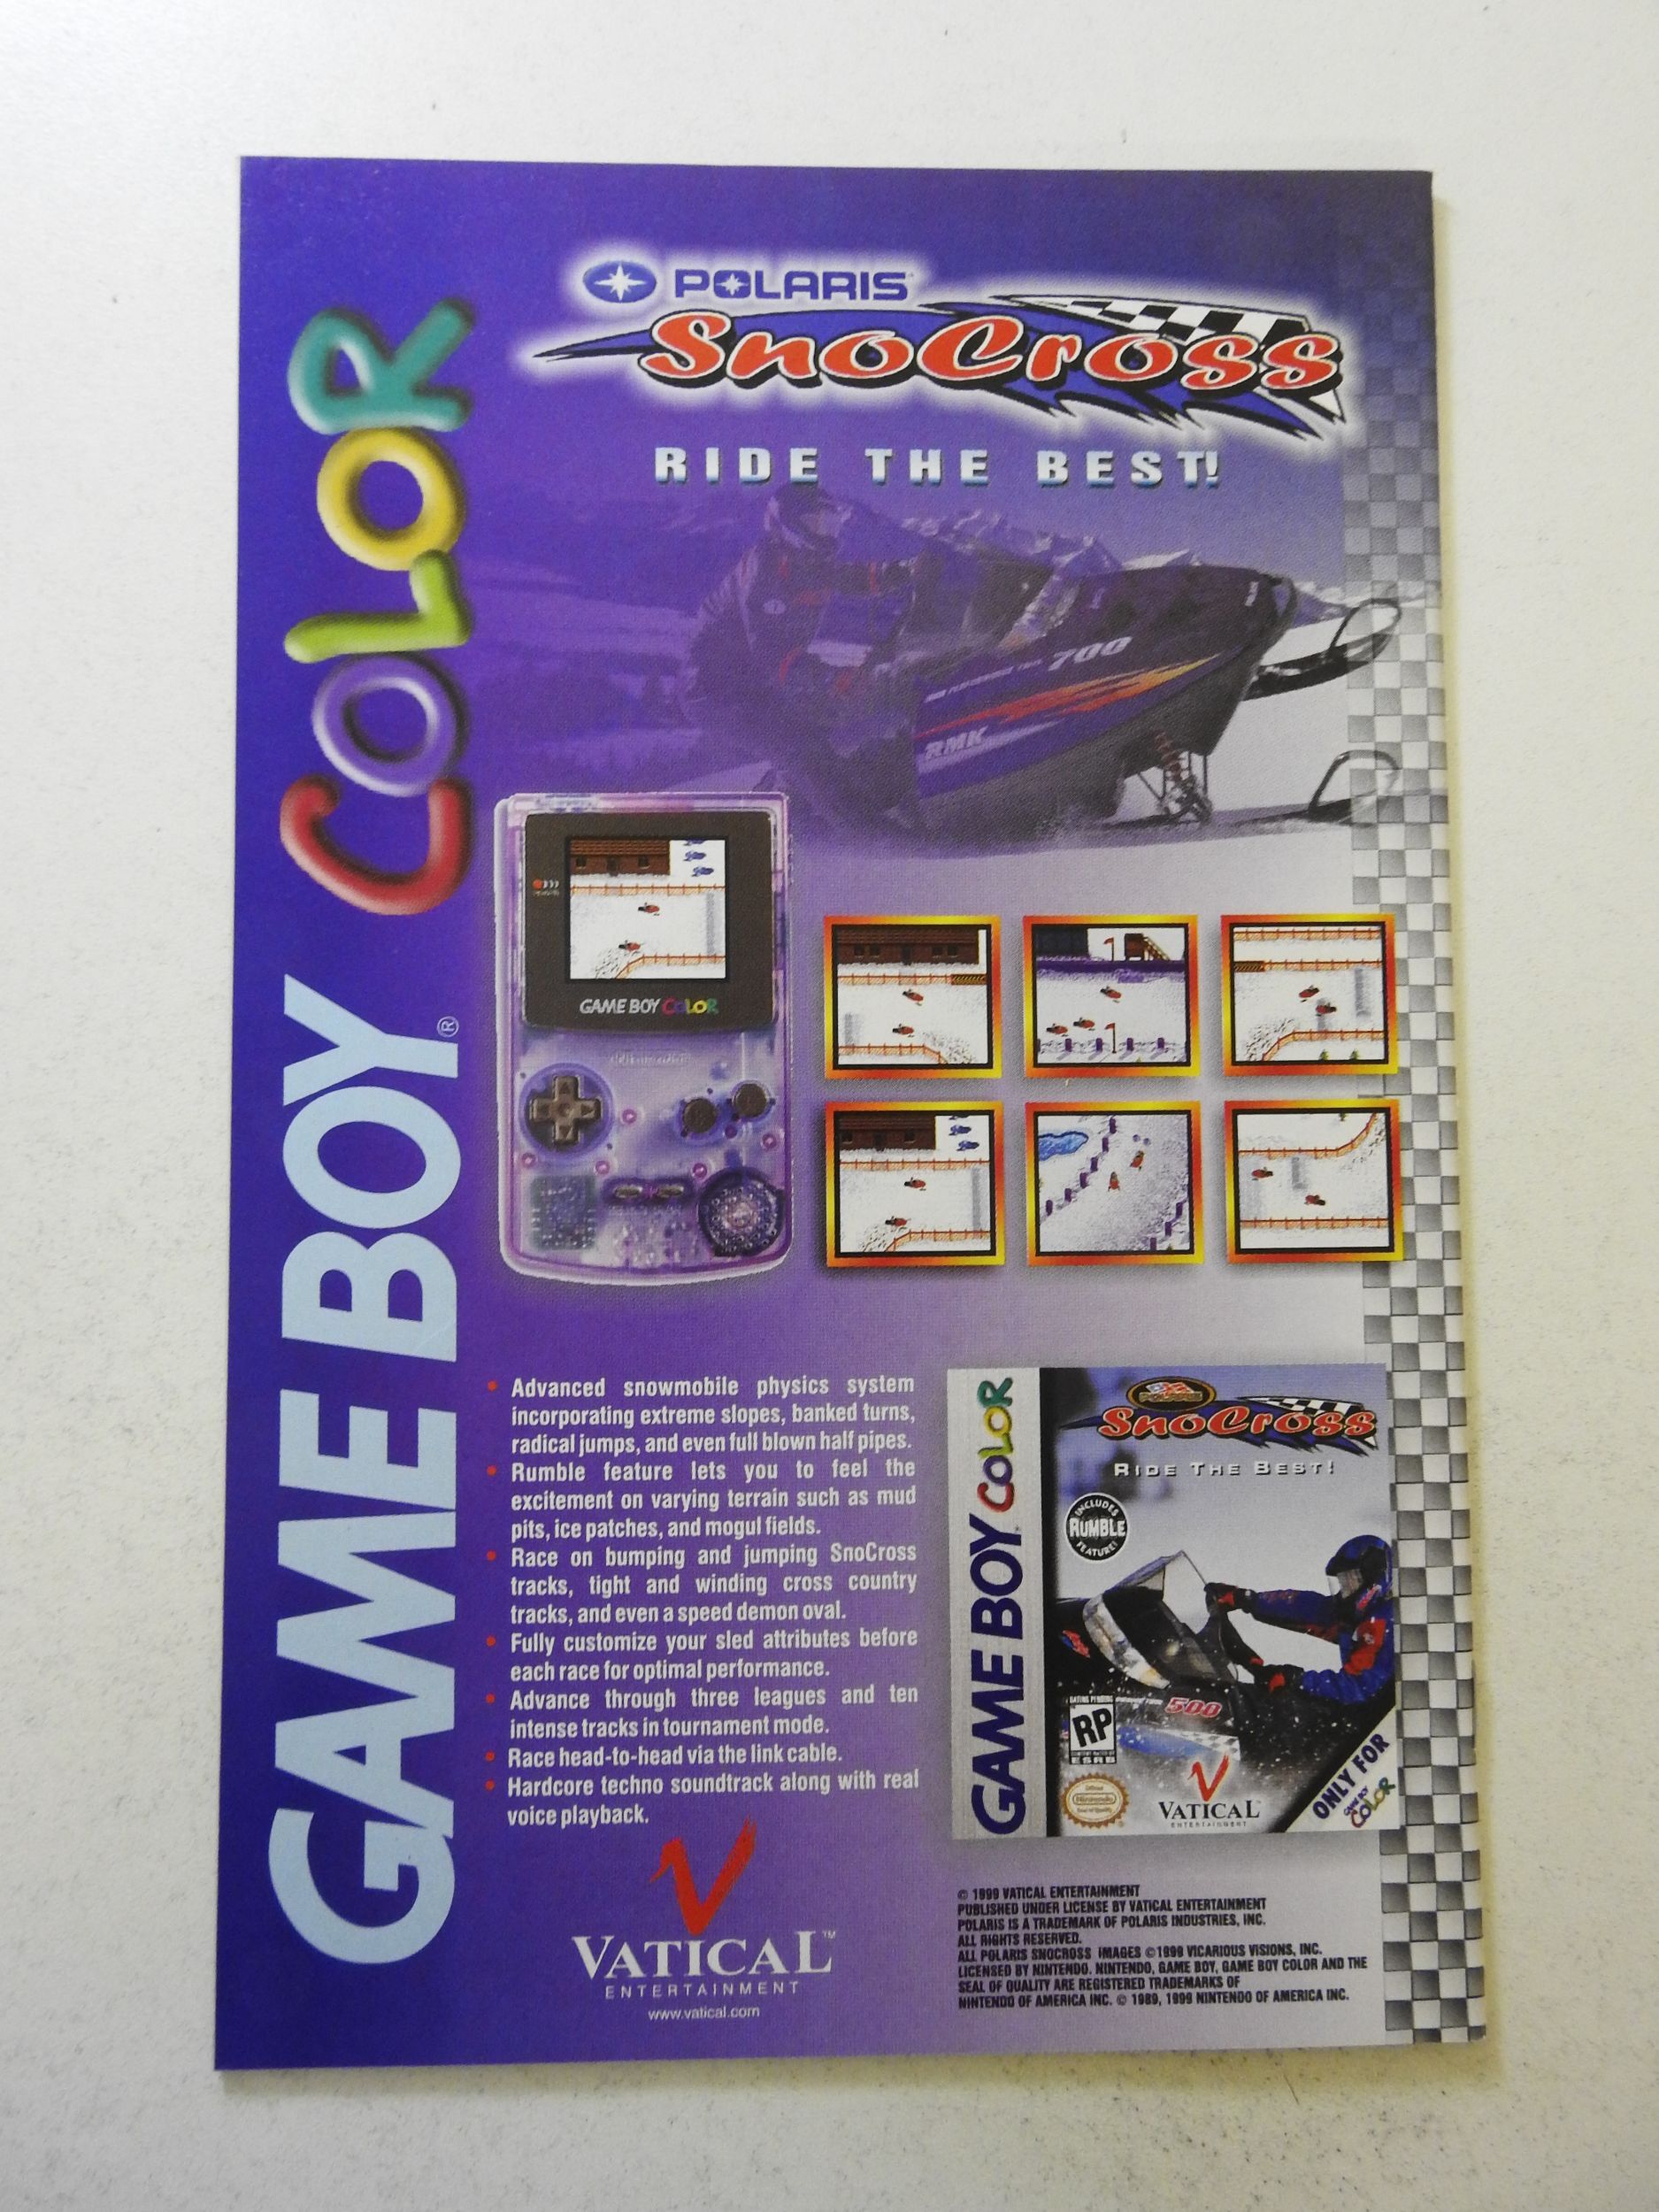 GAME BOY COLOR
®
POLARIS
SnoCross
RIDE THE BEST!
700
RMK
GAME BOY COLOR
Advanced snowmobile physics system
incorporating extreme slopes, banked turns,
radical jumps, and even full blown half pipes.
Rumble feature lets you to feel the
excitement on varying terrain such as mud
pits, ice patches, and mogul fields.
Race on bumping and jumping SnoCross
tracks, tight and winding cross country
tracks, and even a speed demon oval.
Fully customize your sled attributes before
each race for optimal performance.
Advance through three leagues and ten
intense tracks in tournament mode.
Race head-to-head via the link cable.
Hardcore techno soundtrack along with real
voice playback.
VATICAL™
ENTERTAINMENT
www.vatical.com
GAME BOY COLOR
POLARIS
SnoCross
RIDE THE BEST!
INCLUDES
RUMBLE
FEATURE!
500
RATING PENDING
RP
ESRB
Nintendo
VATICAL
ENTERTAINMENT
ONLY FOR
GAME BOY
COLOR
© 1999 VATICAL ENTERTAINMENT
PUBLISHED UNDER LICENSE BY VATICAL ENTERTAINMENT
POLARIS IS A TRADEMARK OF POLARIS INDUSTRIES, INC.
ALL RIGHTS RESERVED.
ALL POLARIS SNOCROSS IMAGES ©1999 VICARIOUS VISIONS, INC.
LICENSED BY NINTENDO. NINTENDO, GAME BOY, GAME BOY COLOR AND THE
SEAL OF QUALITY ARE REGISTERED TRADEMARKS OF
NINTENDO OF AMERICA INC. © 1989, 1999 NINTENDO OF AMERICA INC.